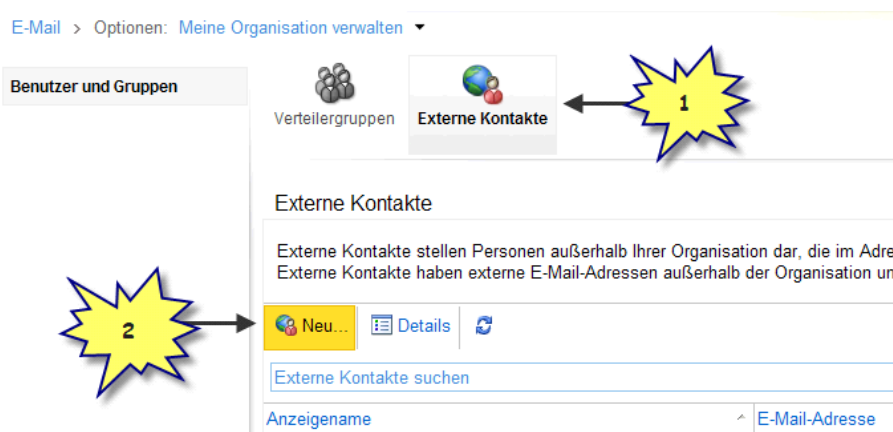 E-Mail > Optionen: Meine Organisation verwalten
Benutzer und Gruppen
Verteilergruppen
Externe Kontakte
1
Externe Kontakte
Externe Kontakte stellen Personen außerhalb Ihrer Organisation dar, die im Adre
Externe Kontakte haben externe E-Mail-Adressen außerhalb der Organisation un
2
Neu... Details
Externe Kontakte suchen
Anzeigename E-Mail-Adresse